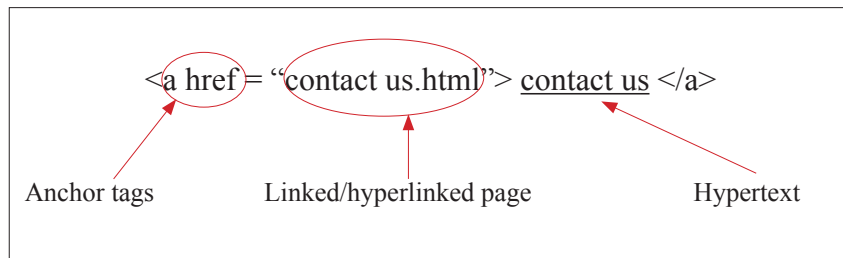 <a href = “contact us.html”> contact us </a>
Anchor tags Linked/hyperlinked page Hypertext